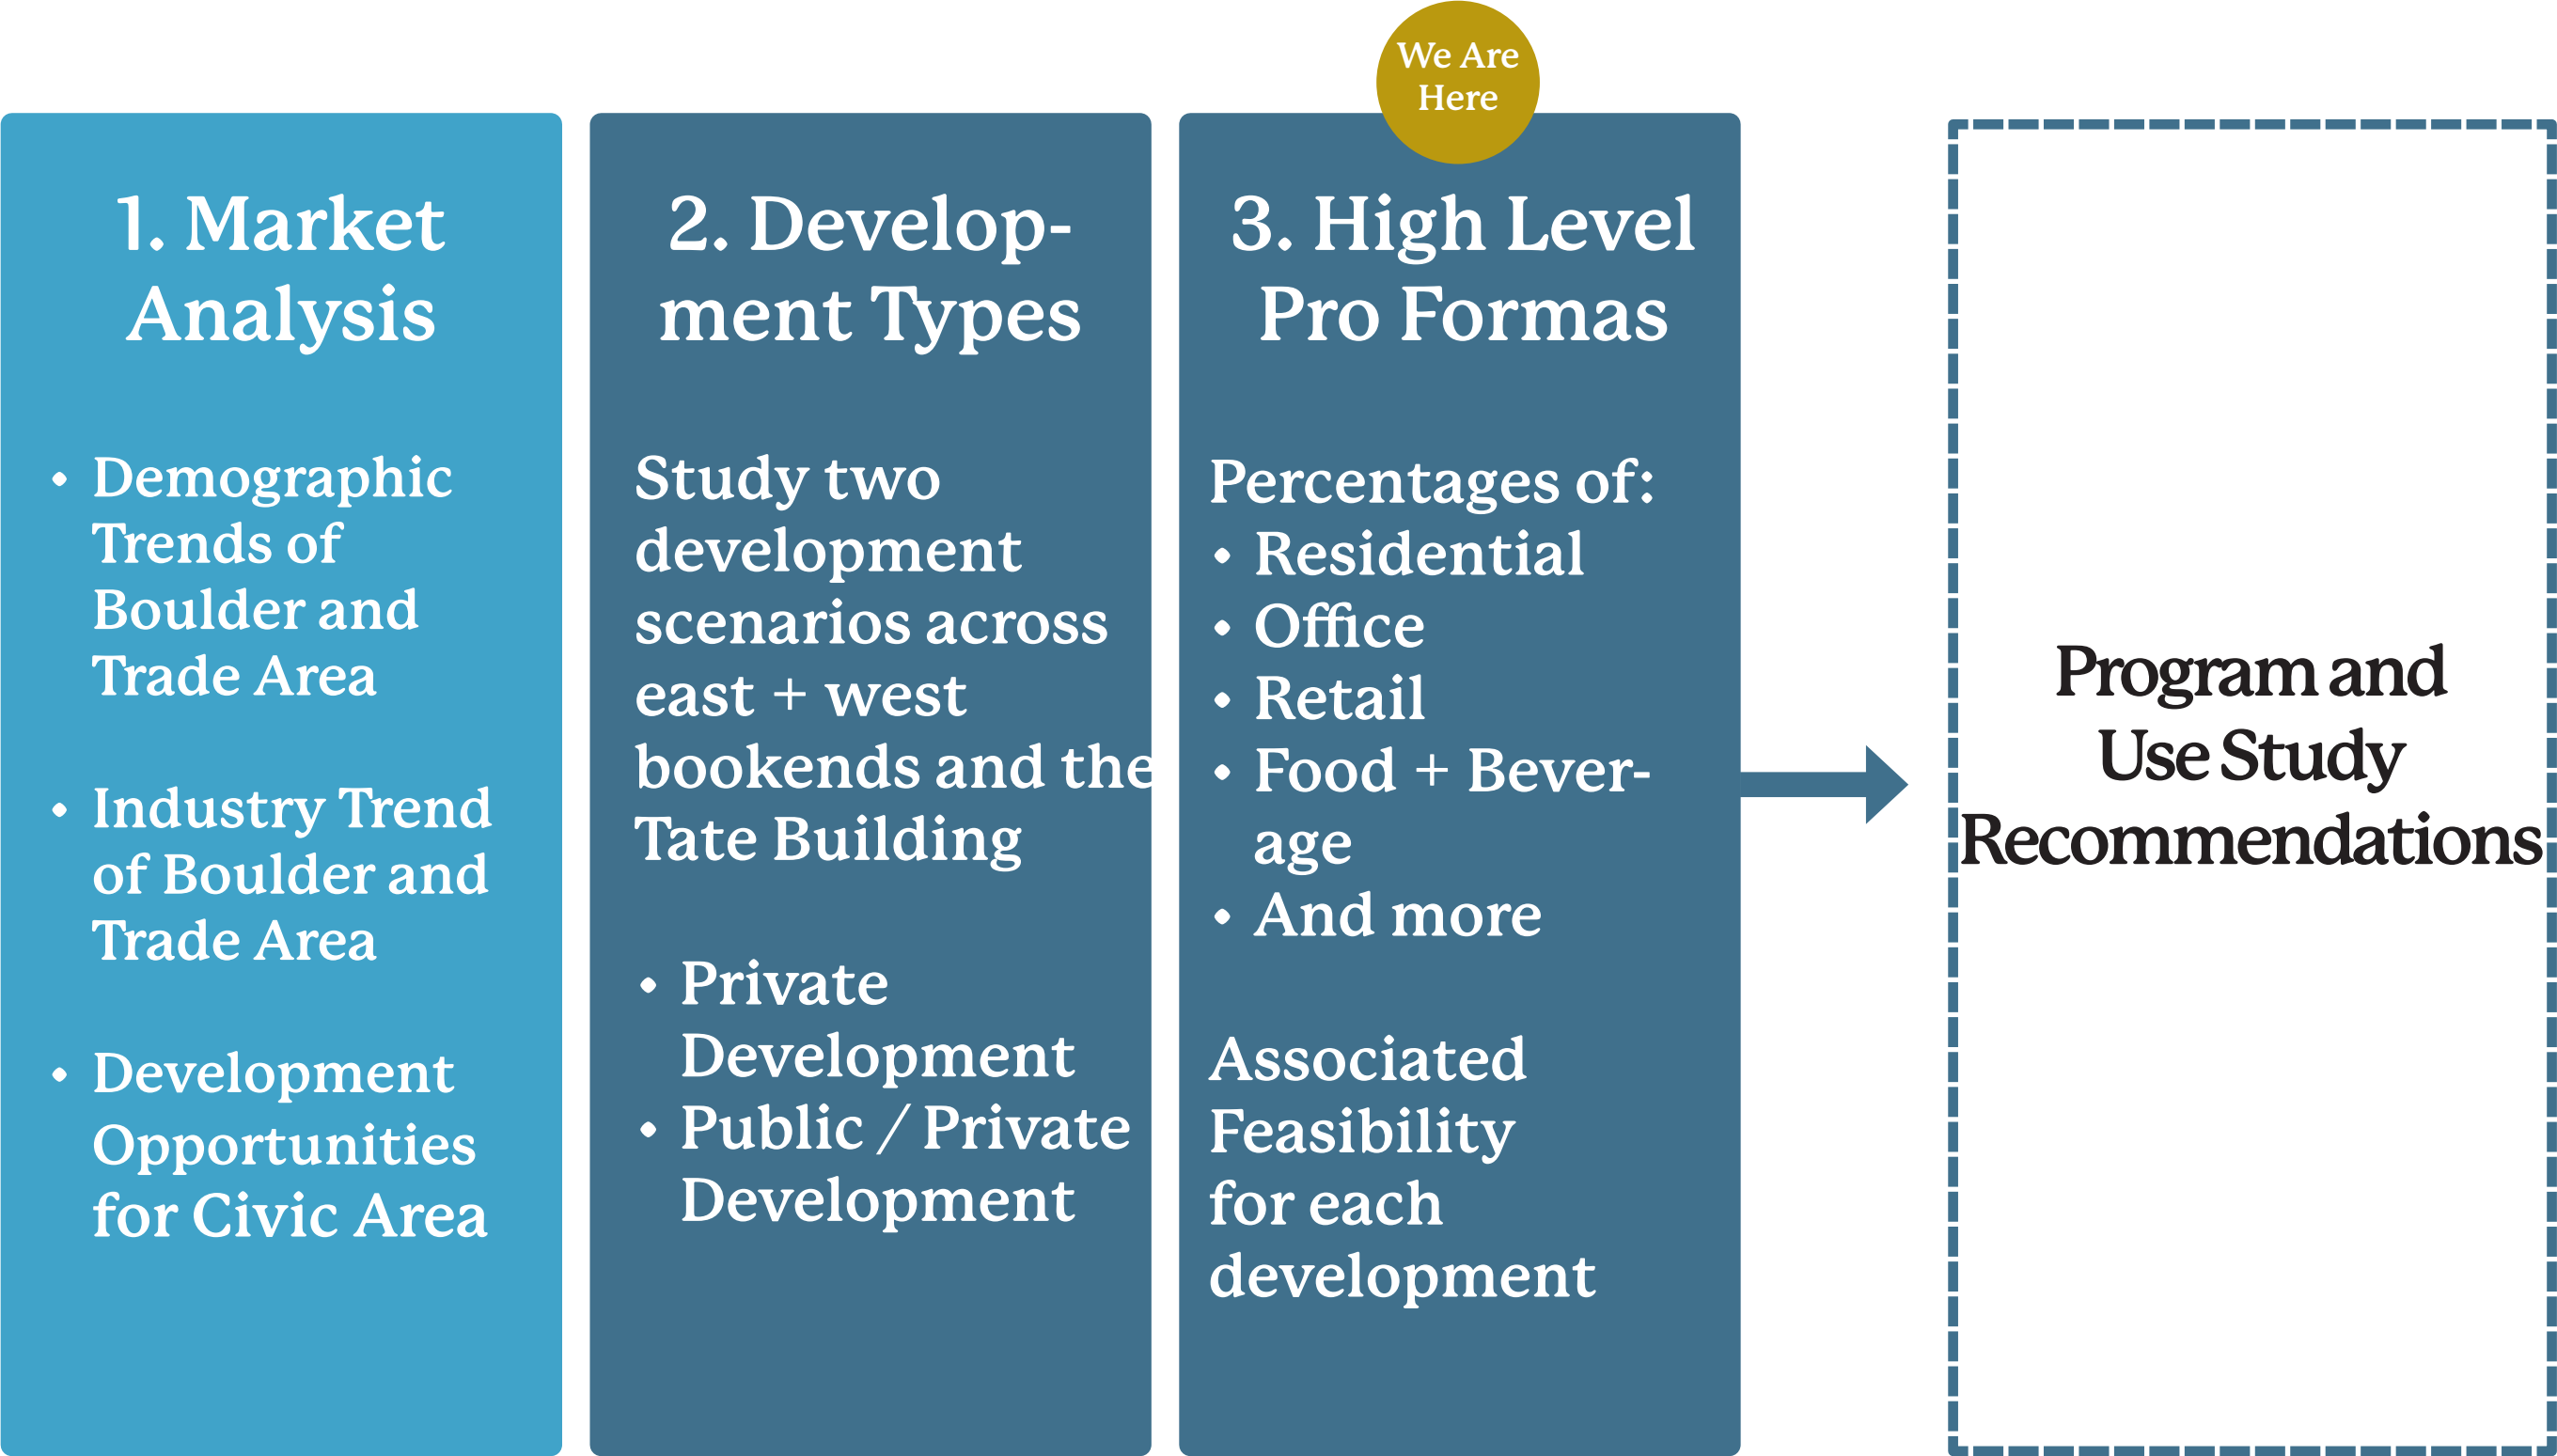 We Are
Here
1. Market
Analysis
• Demographic
Trends of
Boulder and
Trade Area
• Industry Trend
of Boulder and
Trade Area
• Development
Opportunities
for Civic Area
2. Develop-
ment Types
Study two
development
scenarios across
east + west
bookends and the
Tate Building
• Private
Development
• Public / Private
Development
3. High Level
Pro Formas
Percentages of:
• Residential
• Office
• Retail
• Food + Bever-
age
• And more
Associated
Feasibility
for each
development
Program and
Use Study
Recommendations